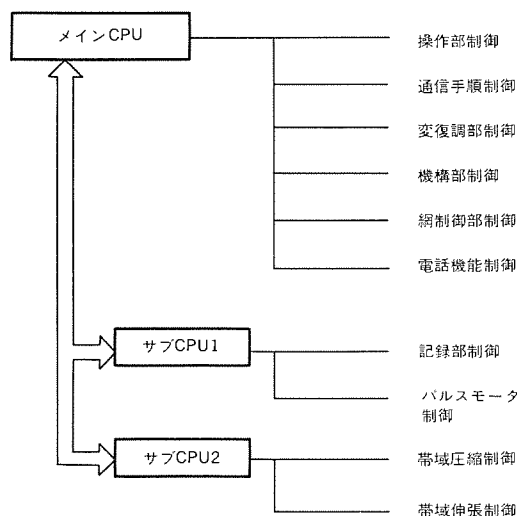 メインCPU
操作部制御
通信手順制御
変復調部制御
機構部制御
網制御部制御
電話機能制御
サブCPU1
記録部制御
パルスモータ
制御
サブCPU2
帯域圧縮制御
帯域伸張制御